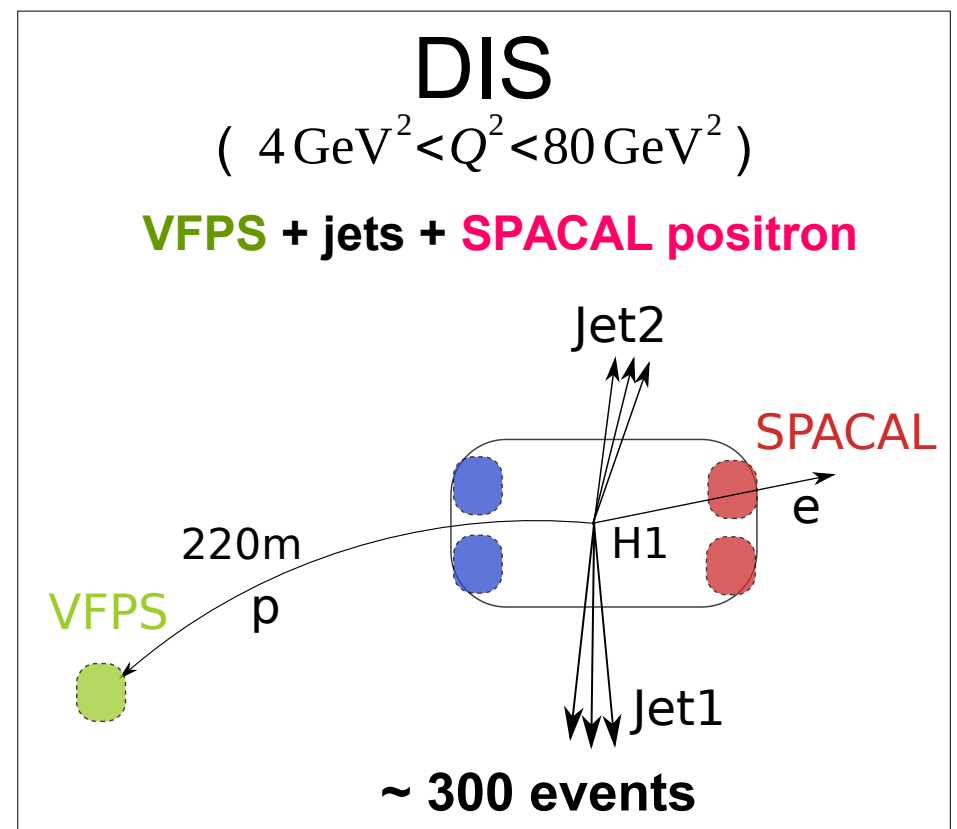 DIS
( 4 GeV² < Q² < 80 GeV² )
VFPS + jets + SPACAL positron
Jet2
SPACAL
e
H1
220m
p
VFPS
Jet1
~ 300 events